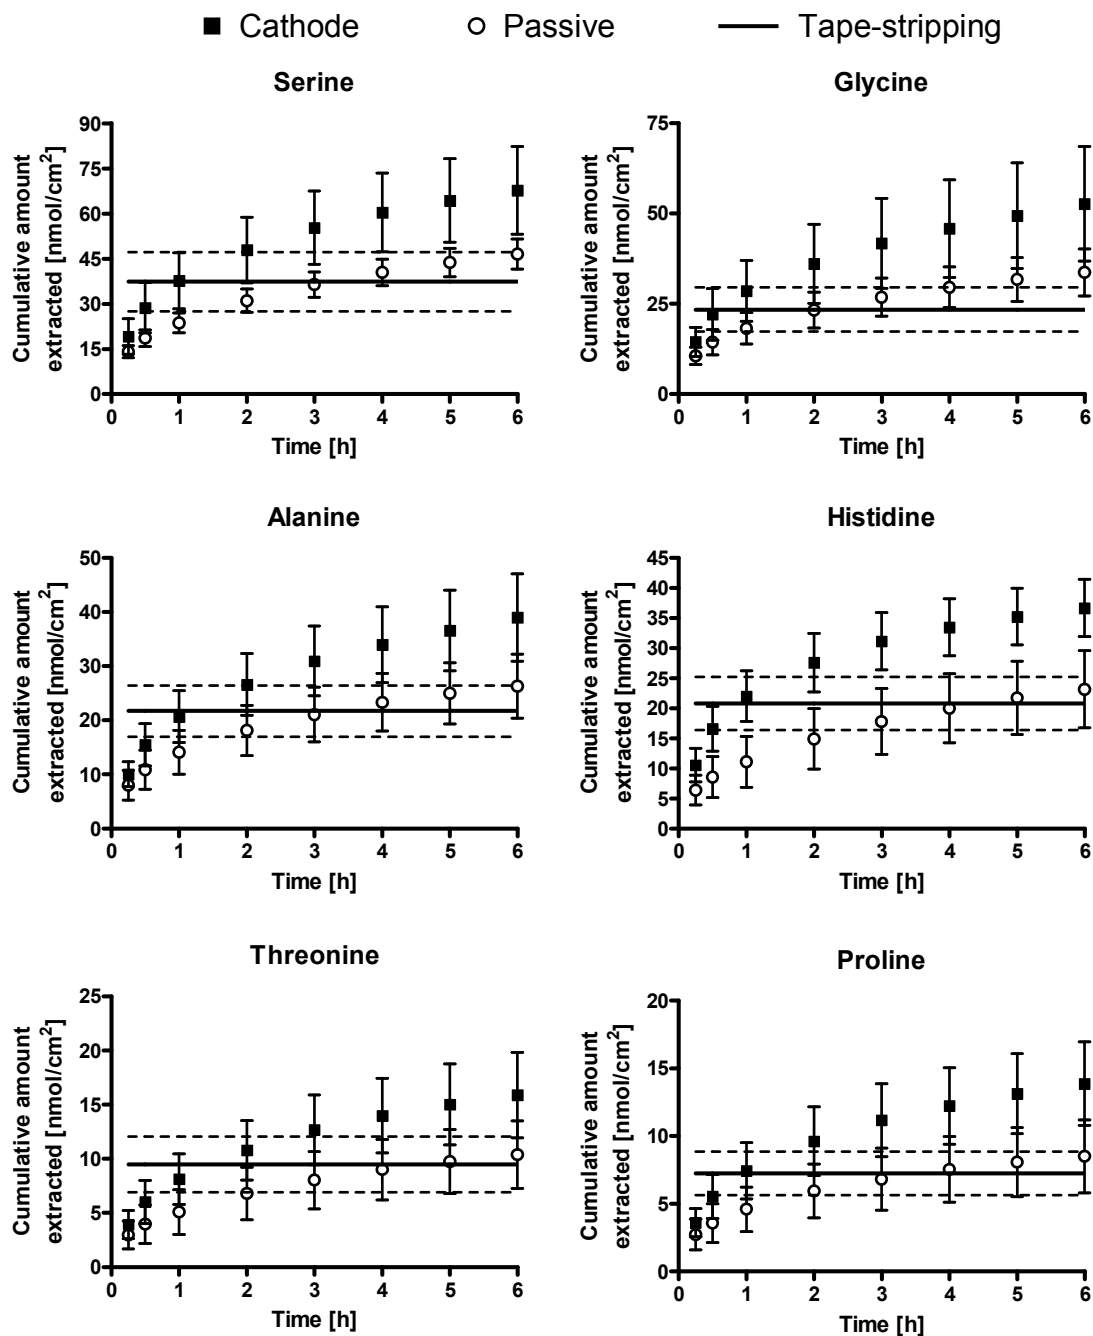 Cathode Passive Tape-stripping
Serine
Cumulative amount
extracted [nmol/cm²]
90
75
60
45
30
15
0
0 1 2 3 4 5 6
Time [h]
Glycine
Cumulative amount
extracted [nmol/cm²]
75
50
25
0
0 1 2 3 4 5 6
Time [h]
Alanine
Cumulative amount
extracted [nmol/cm²]
50
40
30
20
10
0
0 1 2 3 4 5 6
Time [h]
Histidine
Cumulative amount
extracted [nmol/cm²]
45
40
35
30
25
20
15
10
5
0
0 1 2 3 4 5 6
Time [h]
Threonine
Cumulative amount
extracted [nmol/cm²]
25
20
15
10
5
0
0 1 2 3 4 5 6
Time [h]
Proline
Cumulative amount
extracted [nmol/cm²]
20
15
10
5
0
0 1 2 3 4 5 6
Time [h]